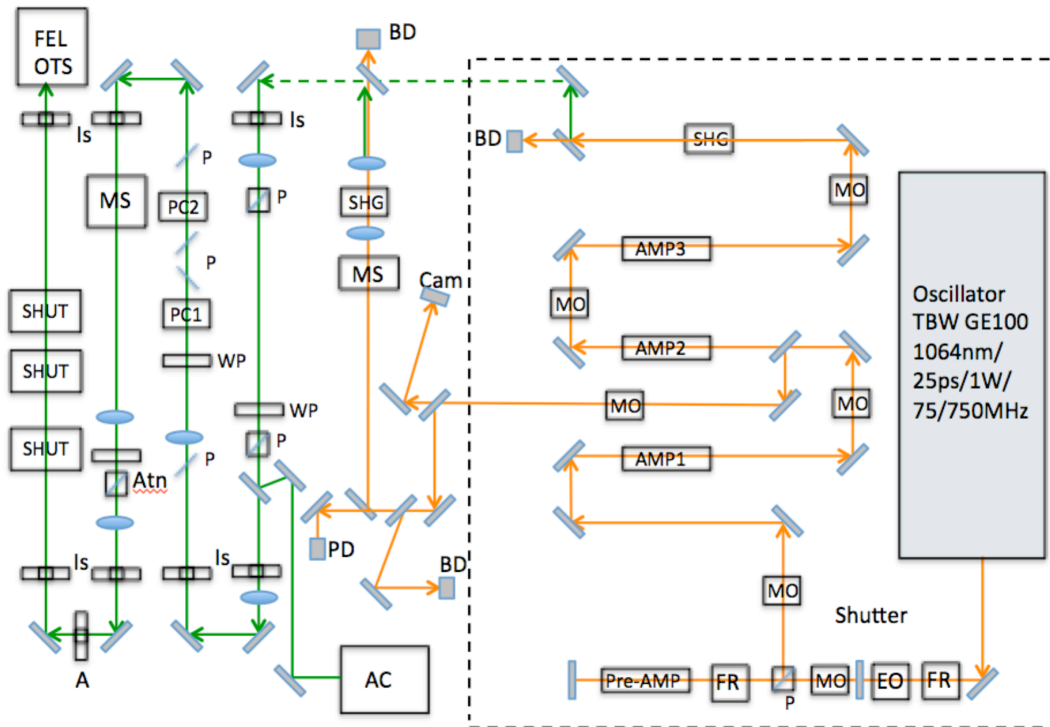 FEL
OTS
BD
Is
Is
P
MS
PC2
P
SHUT
PC1
SHUT
WP
SHUT
Atn
P
Is
Is
A
P
WP
P
SHG
MS
Cam
PD
BD
AC
BD
SHG
MO
AMP3
MO
AMP2
MO
MO
AMP1
MO
Shutter
Pre-AMP
FR
P
MO
EO
FR
Oscillator
TBW GE100
1064nm/
25ps/1W/
75/750MHz